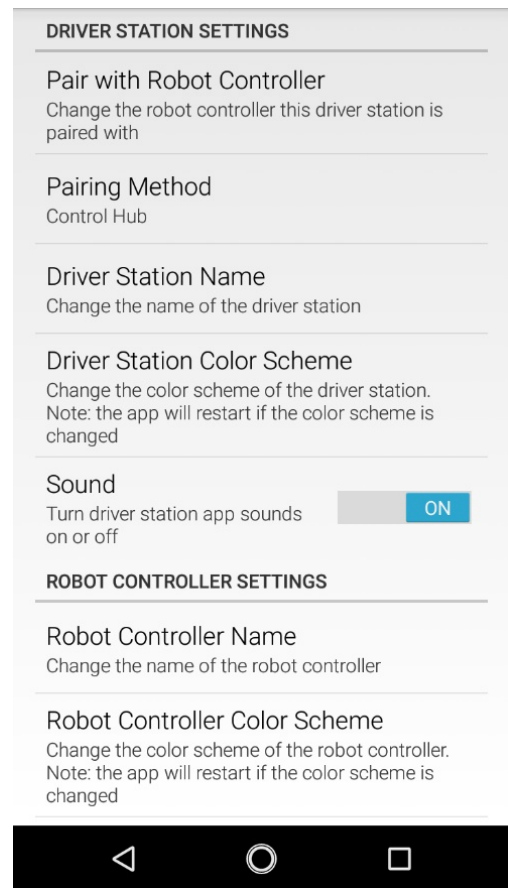 DRIVER STATION SETTINGS
Pair with Robot Controller
Change the robot controller this driver station is
paired with
Pairing Method
Control Hub
Driver Station Name
Change the name of the driver station
Driver Station Color Scheme
Change the color scheme of the driver station.
Note: the app will restart if the color scheme is
changed
Sound
Turn driver station app sounds
on or off
ON
ROBOT CONTROLLER SETTINGS
Robot Controller Name
Change the name of the robot controller
Robot Controller Color Scheme
Change the color scheme of the robot controller.
Note: the app will restart if the color scheme is
changed